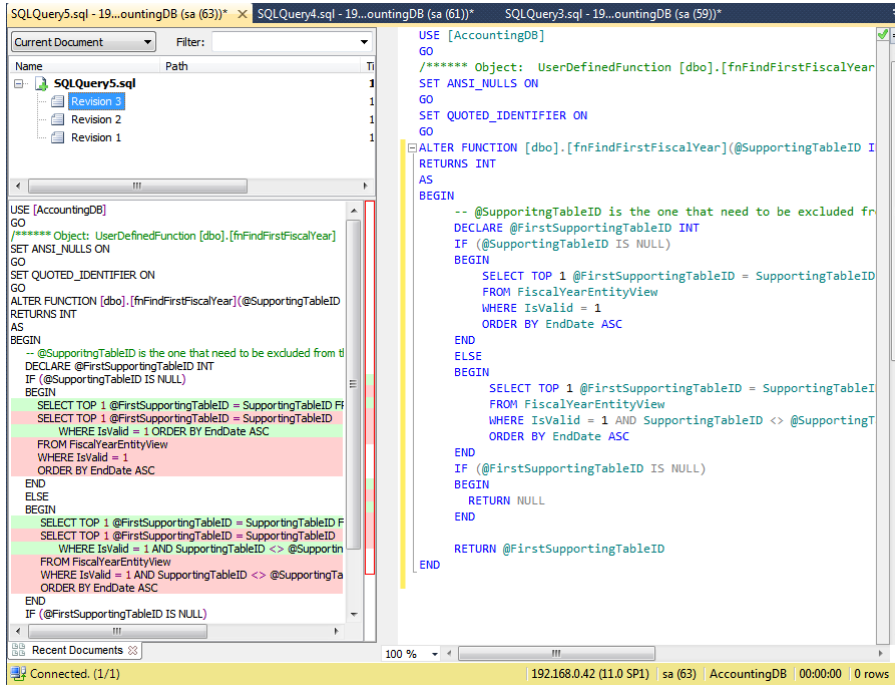 SQLQuery5.sql - 19...ountingDB (sa (63))* SQLQuery4.sql - 19...ountingDB (sa (61))* SQLQuery3.sql - 19...ountingDB (sa (59))*
Current Document Filter:
Name Path Ti
SQLQuery5.sql 1
Revision 3 1
Revision 2 1
Revision 1 1
USE [AccountingDB]
GO
/****** Object: UserDefinedFunction [dbo].[fnFindFirstFiscalYear]
SET ANSI_NULLS ON
GO
SET QUOTED_IDENTIFIER ON
GO
ALTER FUNCTION [dbo].[fnFindFirstFiscalYear](@SupportingTableID
RETURNS INT
AS
BEGIN
-- @SupporitngTableID is the one that need to be excluded from th
DECLARE @FirstSupportingTableID INT
IF (@SupportingTableID IS NULL)
BEGIN
SELECT TOP 1 @FirstSupportingTableID = SupportingTableID FR
SELECT TOP 1 @FirstSupportingTableID = SupportingTableID
WHERE IsValid = 1 ORDER BY EndDate ASC
FROM FiscalYearEntityView
WHERE IsValid = 1
ORDER BY EndDate ASC
END
ELSE
BEGIN
SELECT TOP 1 @FirstSupportingTableID = SupportingTableID F
SELECT TOP 1 @FirstSupportingTableID = SupportingTableID
WHERE IsValid = 1 AND SupportingTableID <> @Supportin
FROM FiscalYearEntityView
WHERE IsValid = 1 AND SupportingTableID <> @SupportingTa
ORDER BY EndDate ASC
END
IF (@FirstSupportingTableID IS NULL)
Recent Documents
USE [AccountingDB]
GO
/****** Object: UserDefinedFunction [dbo].[fnFindFirstFiscalYear
SET ANSI_NULLS ON
GO
SET QUOTED_IDENTIFIER ON
GO
ALTER FUNCTION [dbo].[fnFindFirstFiscalYear](@SupportingTableID I
RETURNS INT
AS
BEGIN
-- @SupporitngTableID is the one that need to be excluded fr
DECLARE @FirstSupportingTableID INT
IF (@SupportingTableID IS NULL)
BEGIN
SELECT TOP 1 @FirstSupportingTableID = SupportingTableID
FROM FiscalYearEntityView
WHERE IsValid = 1
ORDER BY EndDate ASC
END
ELSE
BEGIN
SELECT TOP 1 @FirstSupportingTableID = SupportingTableI
FROM FiscalYearEntityView
WHERE IsValid = 1 AND SupportingTableID <> @SupportingT
ORDER BY EndDate ASC
END
IF (@FirstSupportingTableID IS NULL)
BEGIN
RETURN NULL
END
RETURN @FirstSupportingTableID
END
100 %
Connected. (1/1) 192.168.0.42 (11.0 SP1) sa (63) AccountingDB 00:00:00 0 rows